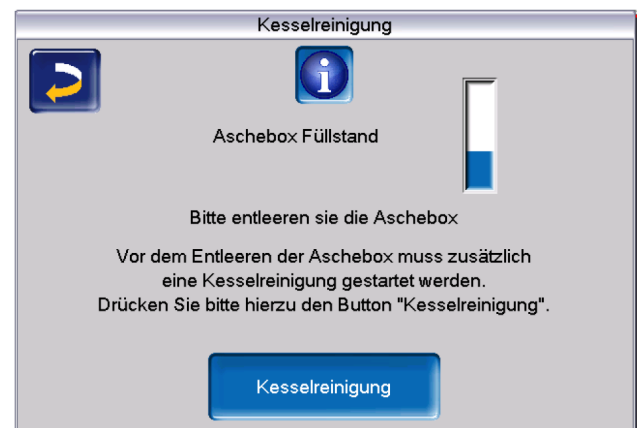 Kesselreinigung
i
Aschebox Füllstand
Bitte entleeren sie die Aschebox
Vor dem Entleeren der Aschebox muss zusätzlich
eine Kesselreinigung gestartet werden.
Drücken Sie bitte hierzu den Button "Kesselreinigung".
Kesselreinigung